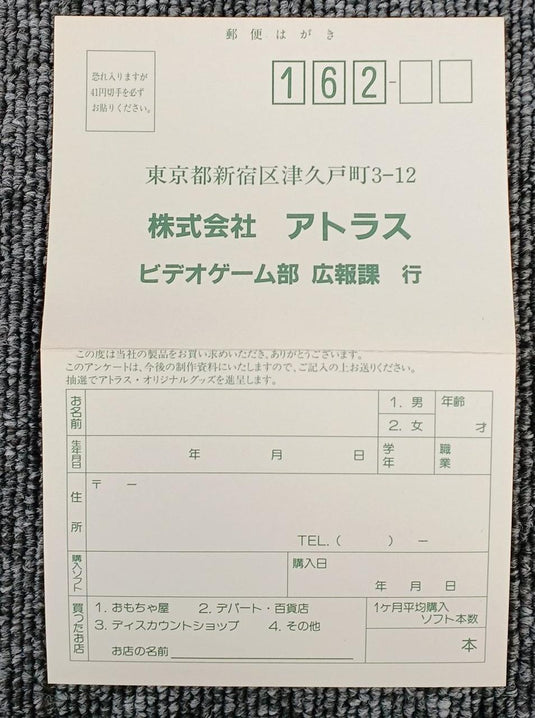 郵便はがき
恐れ入りますが
41円切手を必ず
お貼りください。
162-
東京都新宿区津久戸町3-12
株式会社 アトラス
ビデオゲーム部 広報課 行
この度は当社の製品をお買い求めいただき、ありがとうございます。
このアンケートは、今後の制作資料にいたしますので、ご記入の上お送りください。
抽選でアトラス・オリジナルグッズを進呈します。
お名前
1. 男
2. 女
年齢
才
生年月日
年 月 日
学年
職業
住所
〒 ー
TEL. ( ) ー
購入ソフト
購入日
年 月 日
買ったお店
1. おもちゃ屋 2. デパート・百貨店
3. ディスカウントショップ 4. その他
お店の名前
1ヶ月平均購入
ソフト本数
本